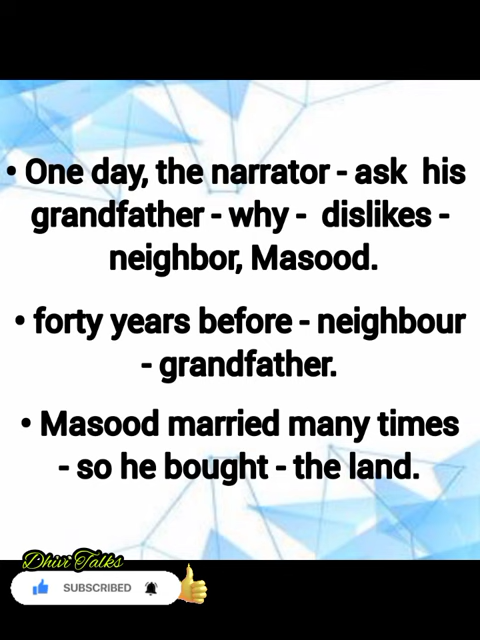 • One day, the narrator - ask his
grandfather - why - dislikes -
neighbor, Masood.
• forty years before - neighbour
- grandfather.
• Masood married many times
- so he bought - the land.
Dhivi Talks
SUBSCRIBED